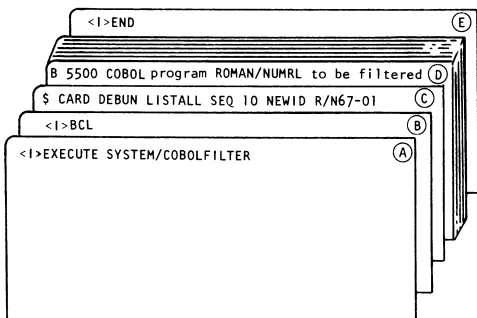 <I>END (E)
B 5500 COBOL program ROMAN/NUMRL to be filtered (D)
$ CARD DEBUN LISTALL SEQ 10 NEWID R/N67-01 (C)
<I>BCL (B)
<I>EXECUTE SYSTEM/COBOLFILTER (A)